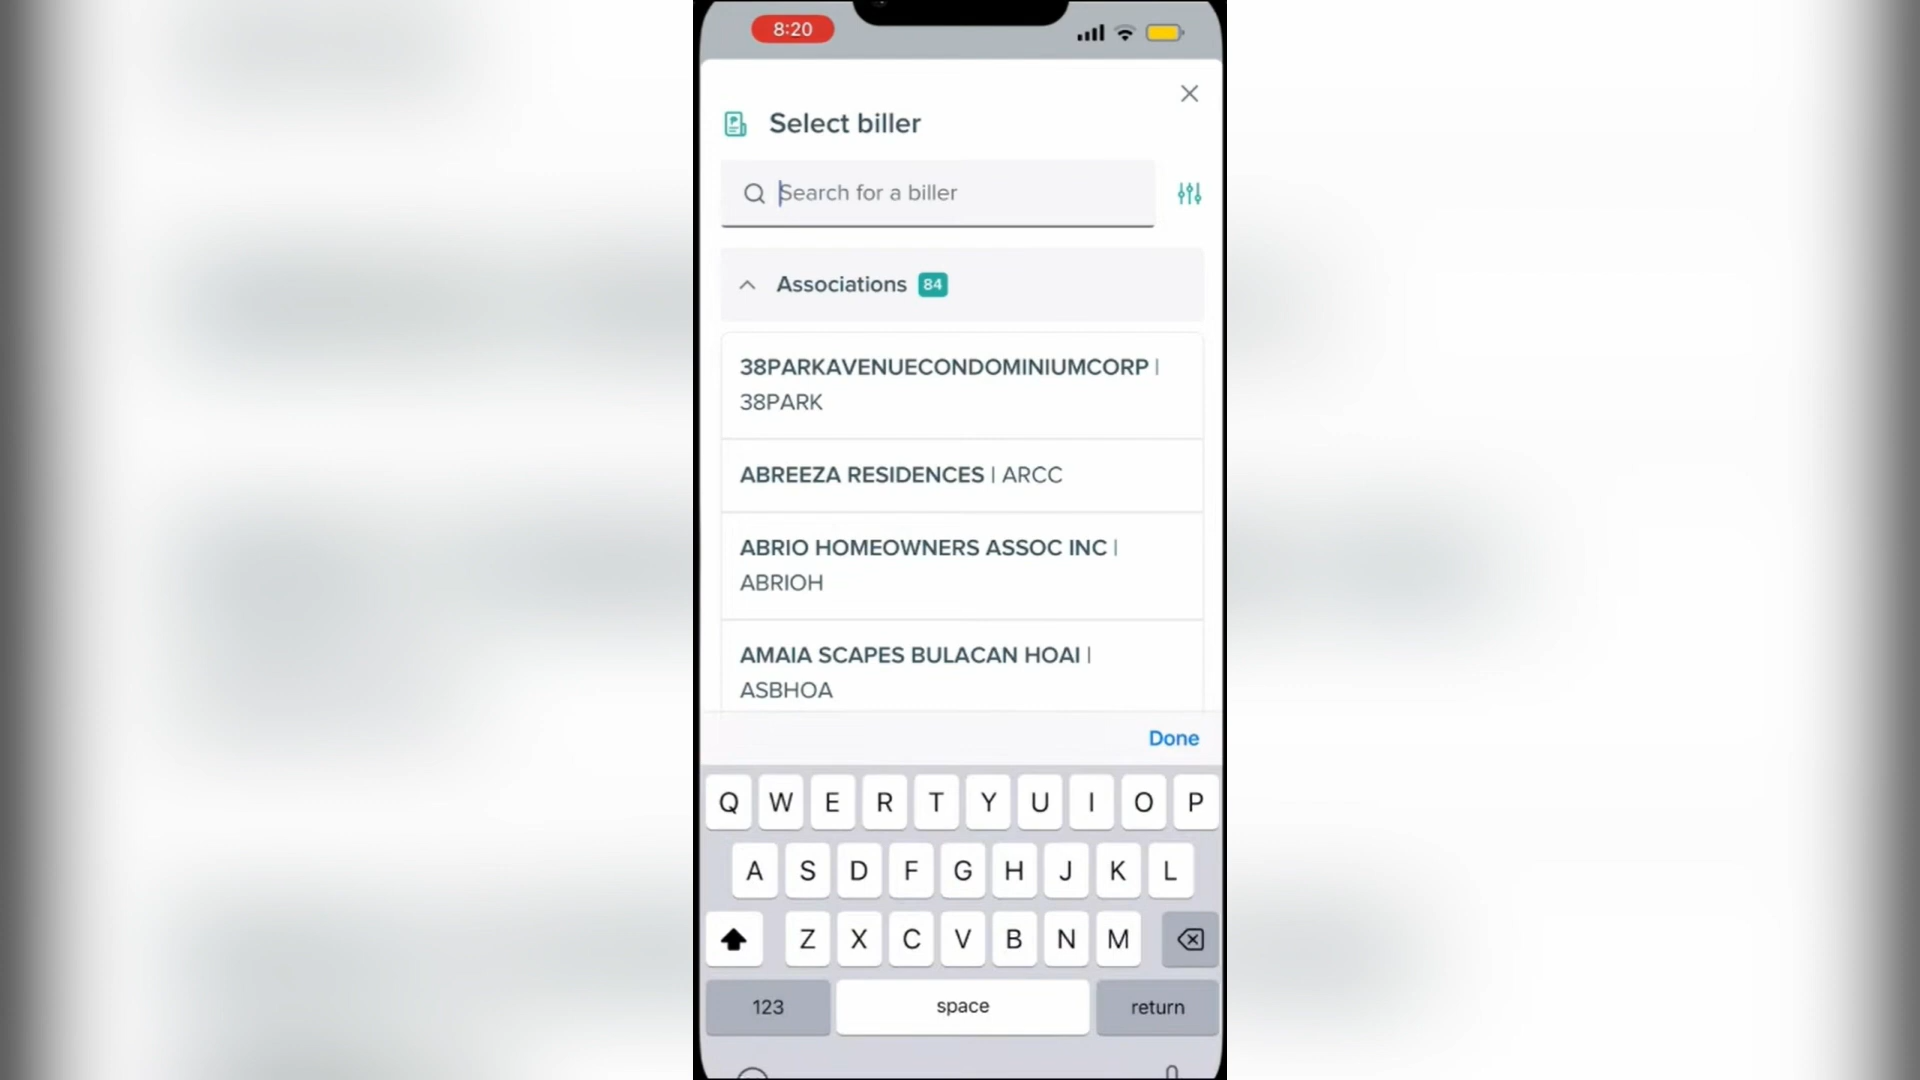 8:20
Select biller
Search for a biller
Associations 84
38PARKAVENUECONDOMINIUMCORP |
38PARK
ABREEZA RESIDENCES | ARCC
ABRIO HOMEOWNERS ASSOC INC |
ABRIOH
AMAIA SCAPES BULACAN HOAI |
ASBHOA
Done
Q W E R T Y U I O P
A S D F G H J K L
Z X C V B N M
123 space return